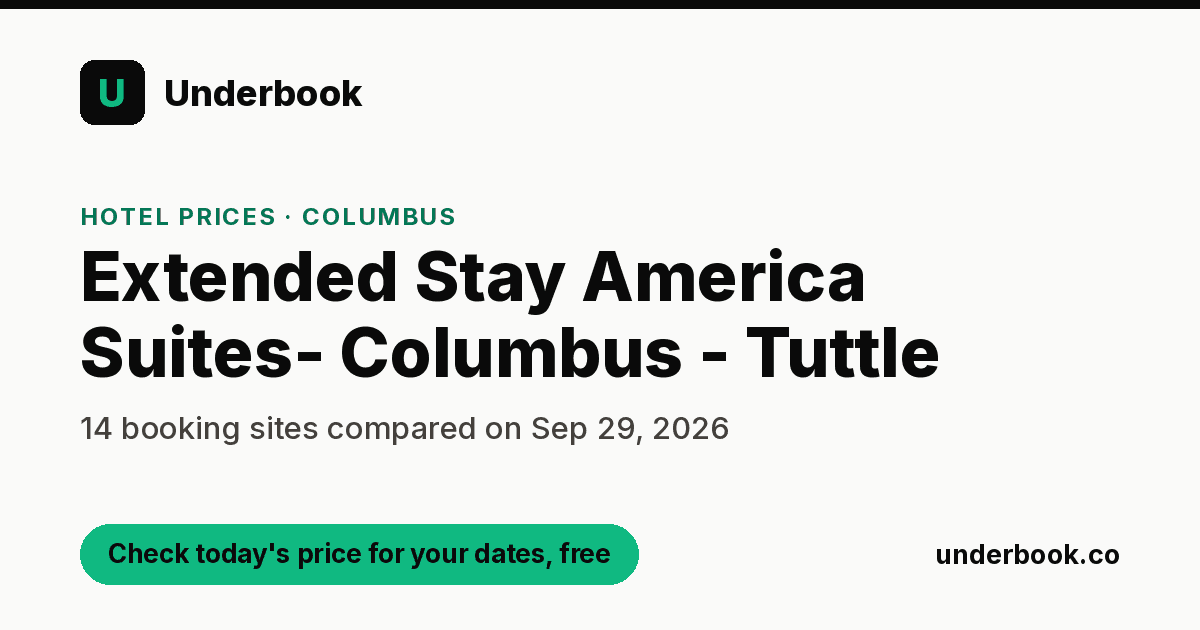 U
Underbook
HOTEL PRICES · COLUMBUS
Extended Stay America
Suites- Columbus - Tuttle
14 booking sites compared on Sep 29, 2026
Check today's price for your dates, free
underbook.co